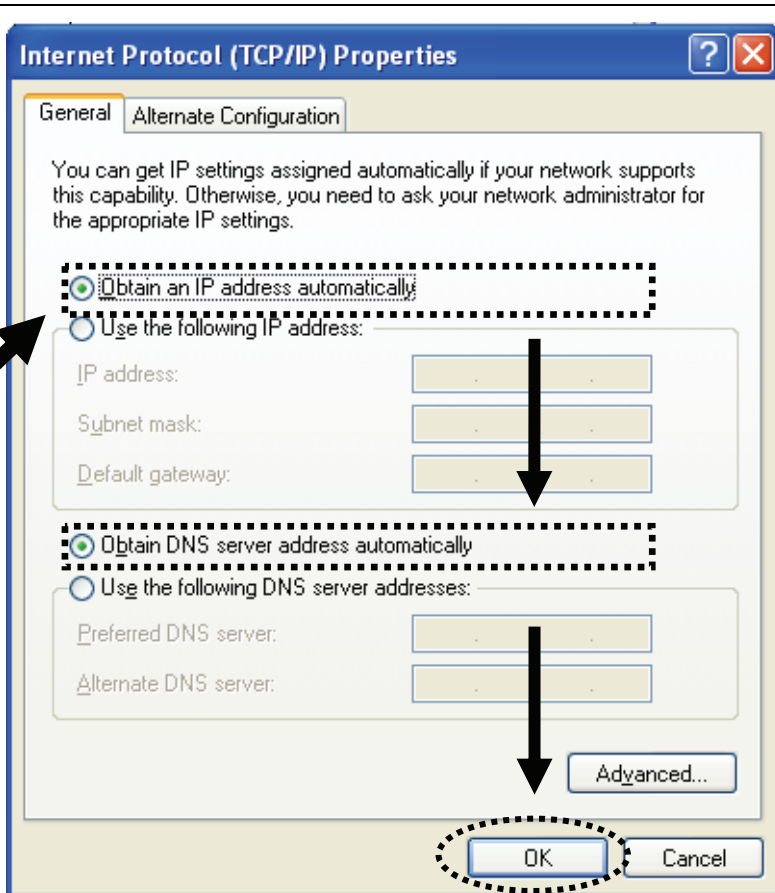 Internet Protocol (TCP/IP) Properties
General Alternate Configuration
You can get IP settings assigned automatically if your network supports
this capability. Otherwise, you need to ask your network administrator for
the appropriate IP settings.
Obtain an IP address automatically
Use the following IP address:
IP address:
Subnet mask:
Default gateway:
Obtain DNS server address automatically
Use the following DNS server addresses:
Preferred DNS server:
Alternate DNS server:
Advanced...
OK Cancel